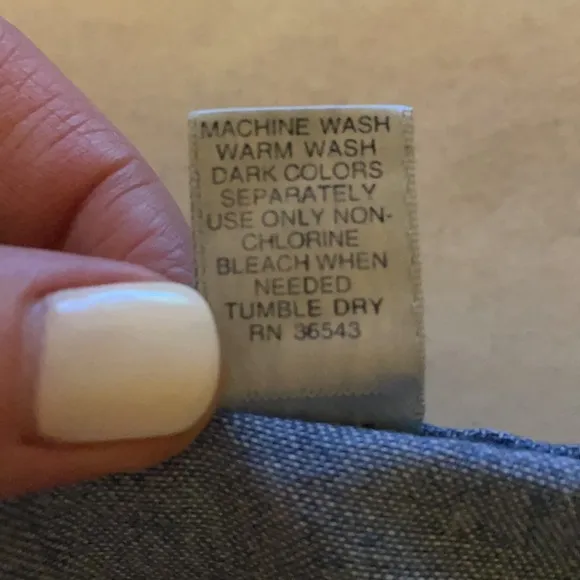 MACHINE WASH
WARM WASH
DARK COLORS
SEPARATELY
USE ONLY NON-
CHLORINE
BLEACH WHEN
NEEDED
TUMBLE DRY
RN 36543